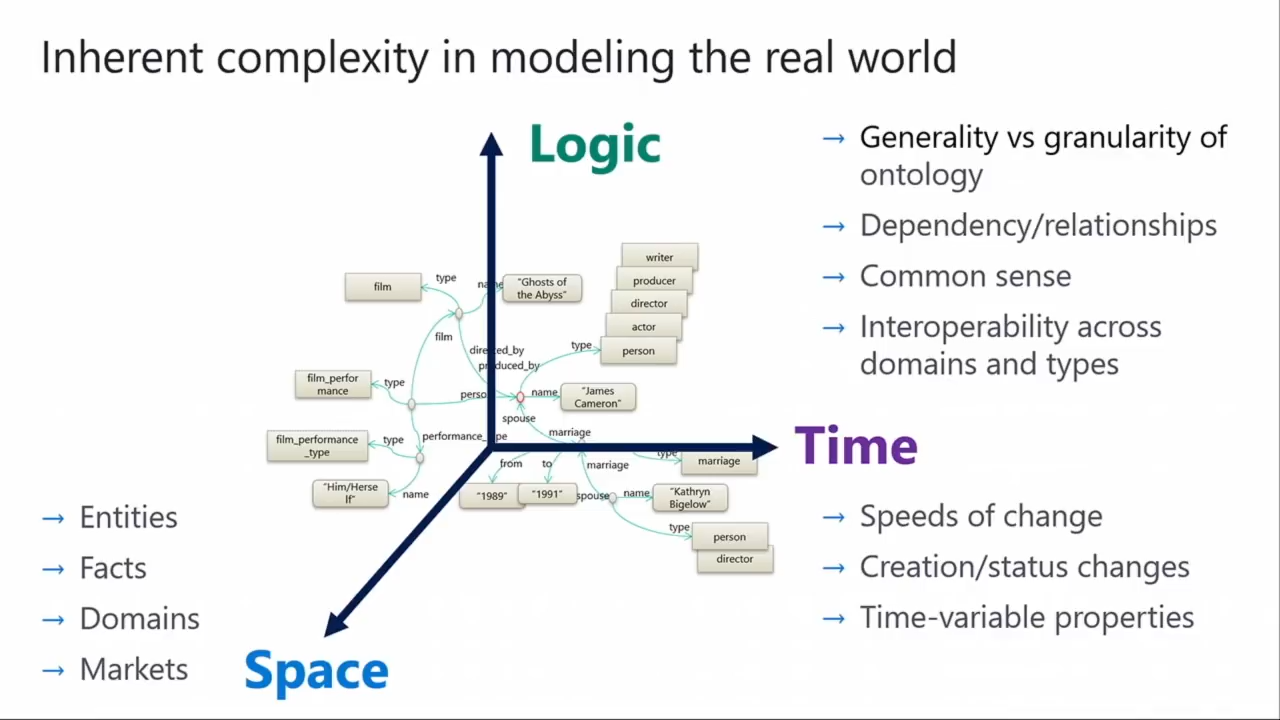 Inherent complexity in modeling the real world
Logic
→ Generality vs granularity of
ontology
→ Dependency/relationships
→ Common sense
→ Interoperability across
domains and types
writer
producer
director
actor
person
type
film
type
name
"Ghosts of
the Abyss"
film
directed_by
produced_by
film_perfor
mance
type
person
name
"James
Cameron"
spouse
marriage
film_performance
_type
type
performance_type
Time
from
to
marriage
type
marriage
"Him/Herse
lf"
name
"1989"
"1991"
spouse
name
"Kathryn
Bigelow"
type
person
director
→ Entities
→ Facts
→ Domains
→ Markets
Space
→ Speeds of change
→ Creation/status changes
→ Time-variable properties